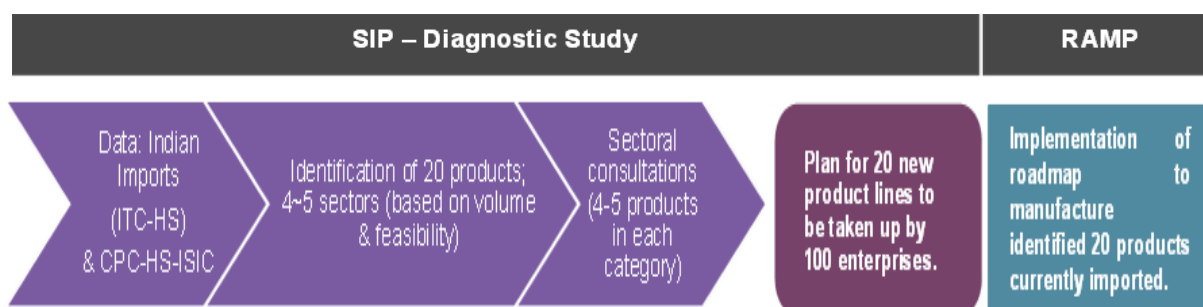 SIP – Diagnostic Study
RAMP
Data: Indian
Imports
(ITC-HS)
& CPC-HS-ISIC
Identification of 20 products;
4~5 sectors (based on volume
& feasibility)
Sectoral
consultations
(4-5 products
in each
category)
Plan for 20 new
product lines to
be taken up by
100 enterprises.
Implementation of
roadmap to
manufacture
identified 20 products
currently imported.